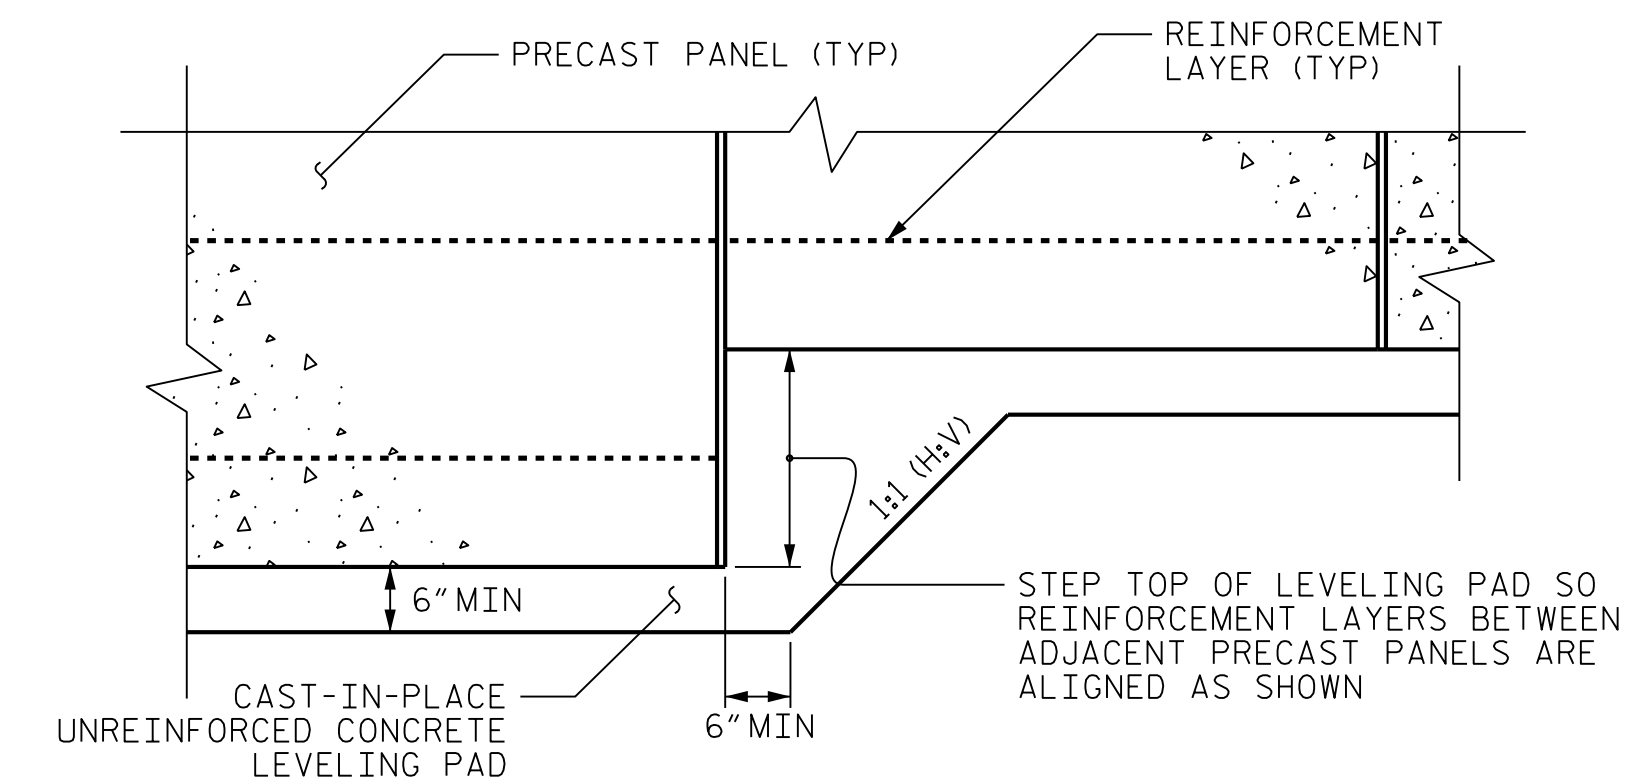 PRECAST PANEL (TYP)
REINFORCEMENT
LAYER (TYP)
1:1 (H:V)
6" MIN
STEP TOP OF LEVELING PAD SO
REINFORCEMENT LAYERS BETWEEN
ADJACENT PRECAST PANELS ARE
ALIGNED AS SHOWN
CAST-IN-PLACE
UNREINFORCED CONCRETE
LEVELING PAD
6" MIN